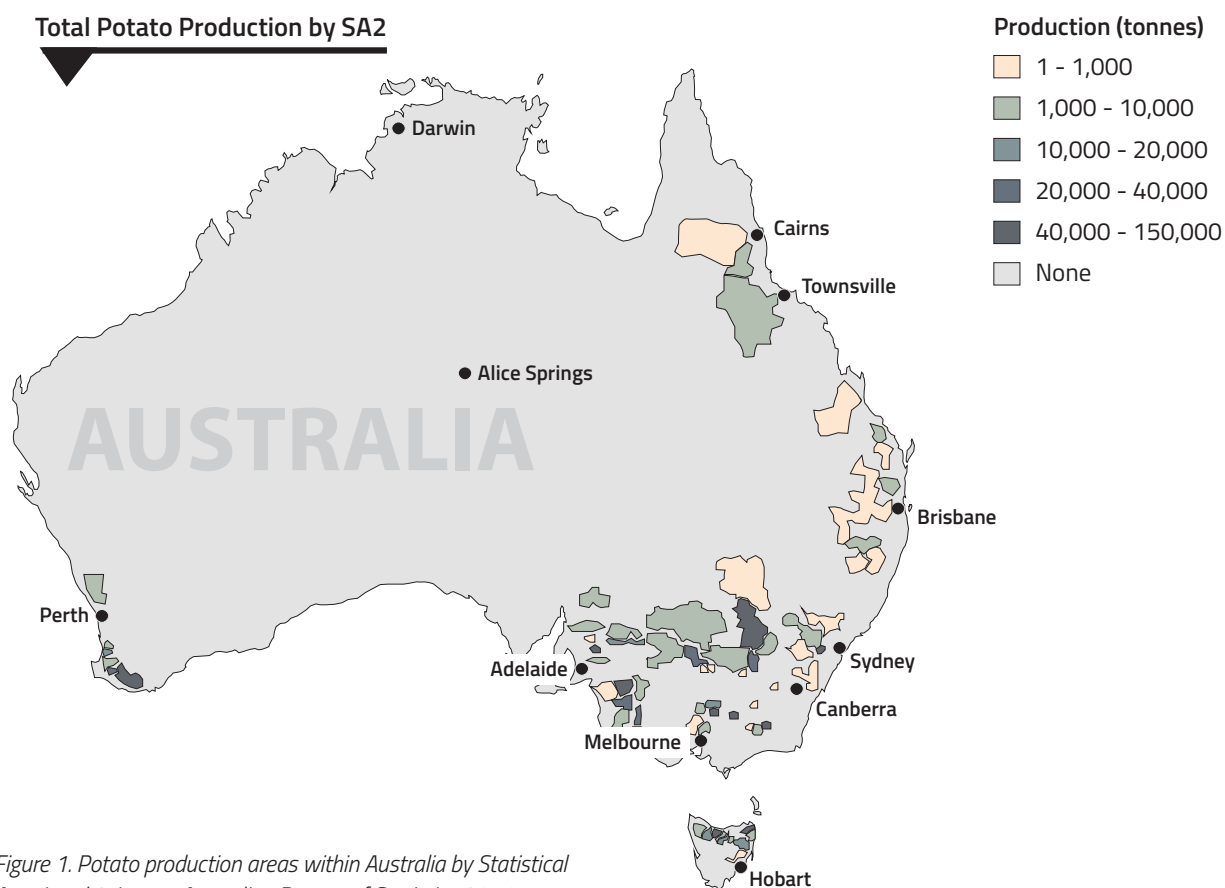 Total Potato Production by SA2
Production (tonnes)
1 - 1,000
1,000 - 10,000
10,000 - 20,000
20,000 - 40,000
40,000 - 150,000
None
Darwin
Cairns
Townsville
Alice Springs
AUSTRALIA
Brisbane
Perth
Adelaide
Sydney
Canberra
Melbourne
Hobart
Figure 1. Potato production areas within Australia by Statistical